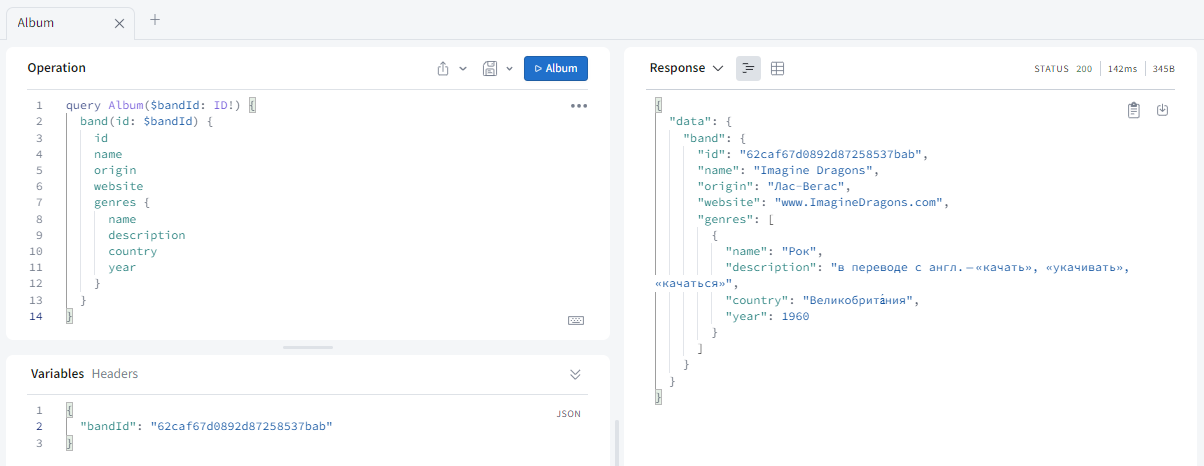 Album
Operation
Album
1 query Album($bandId: ID!) {
2 band(id: $bandId) {
3 id
4 name
5 origin
6 website
7 genres {
8 name
9 description
10 country
11 year
12 }
13 }
14 }
Variables Headers
JSON
1 {
2 "bandId": "62caf67d0892d87258537bab"
3 }
Response
STATUS 200 142ms 345B
{
"data": {
"band": {
"id": "62caf67d0892d87258537bab",
"name": "Imagine Dragons",
"origin": "Лас-Вегас",
"website": "www.ImagineDragons.com",
"genres": [
{
"name": "Рок",
"description": "в переводе с англ. — «качать», «укачивать»,
«качаться»",
"country": "Великобрита́ния",
"year": 1960
}
]
}
}
}